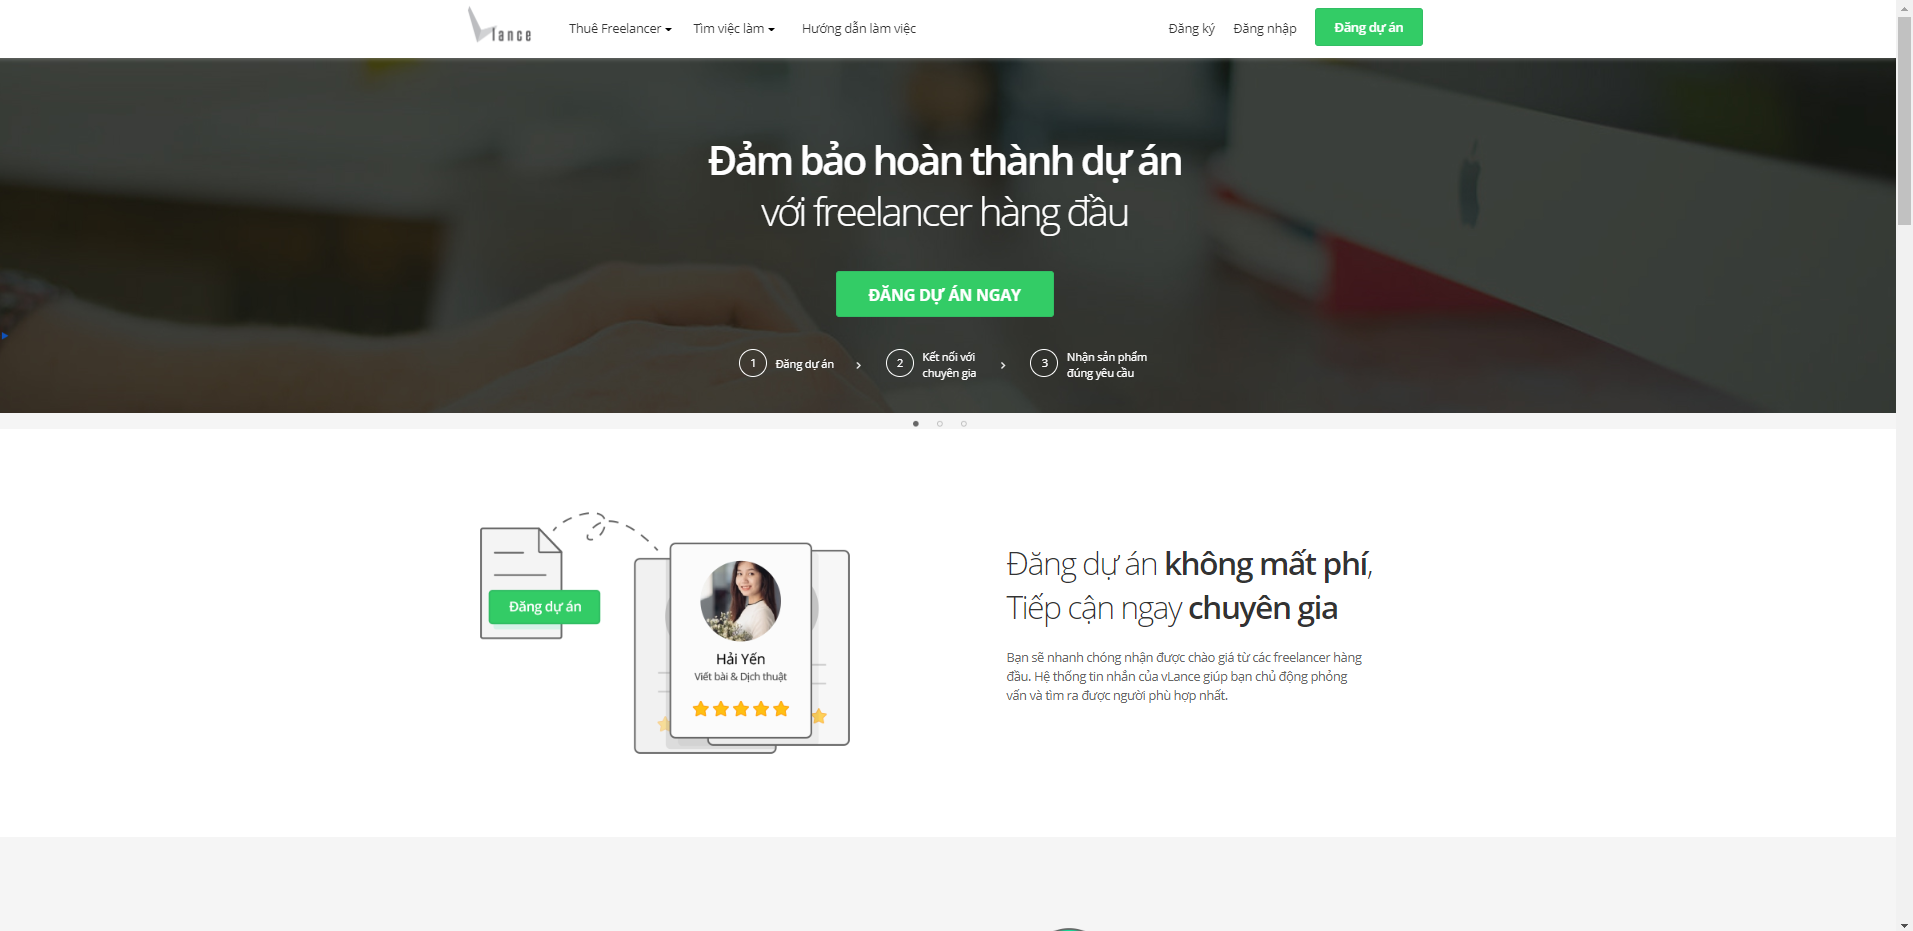 Vlance
Thuê Freelancer
Tìm việc làm
Hướng dẫn làm việc
Đăng ký
Đăng nhập
Đăng dự án
Đảm bảo hoàn thành dự án
với freelancer hàng đầu
ĐĂNG DỰ ÁN NGAY
1 Đăng dự án
2 Kết nối với
chuyên gia
3 Nhận sản phẩm
đúng yêu cầu
Đăng dự án
Hải Yến
Viết bài & Dịch thuật
Đăng dự án không mất phí,
Tiếp cận ngay chuyên gia
Bạn sẽ nhanh chóng nhận được chào giá từ các freelancer hàng
đầu. Hệ thống tin nhắn của vLance giúp bạn chủ động phỏng
vấn và tìm ra được người phù hợp nhất.